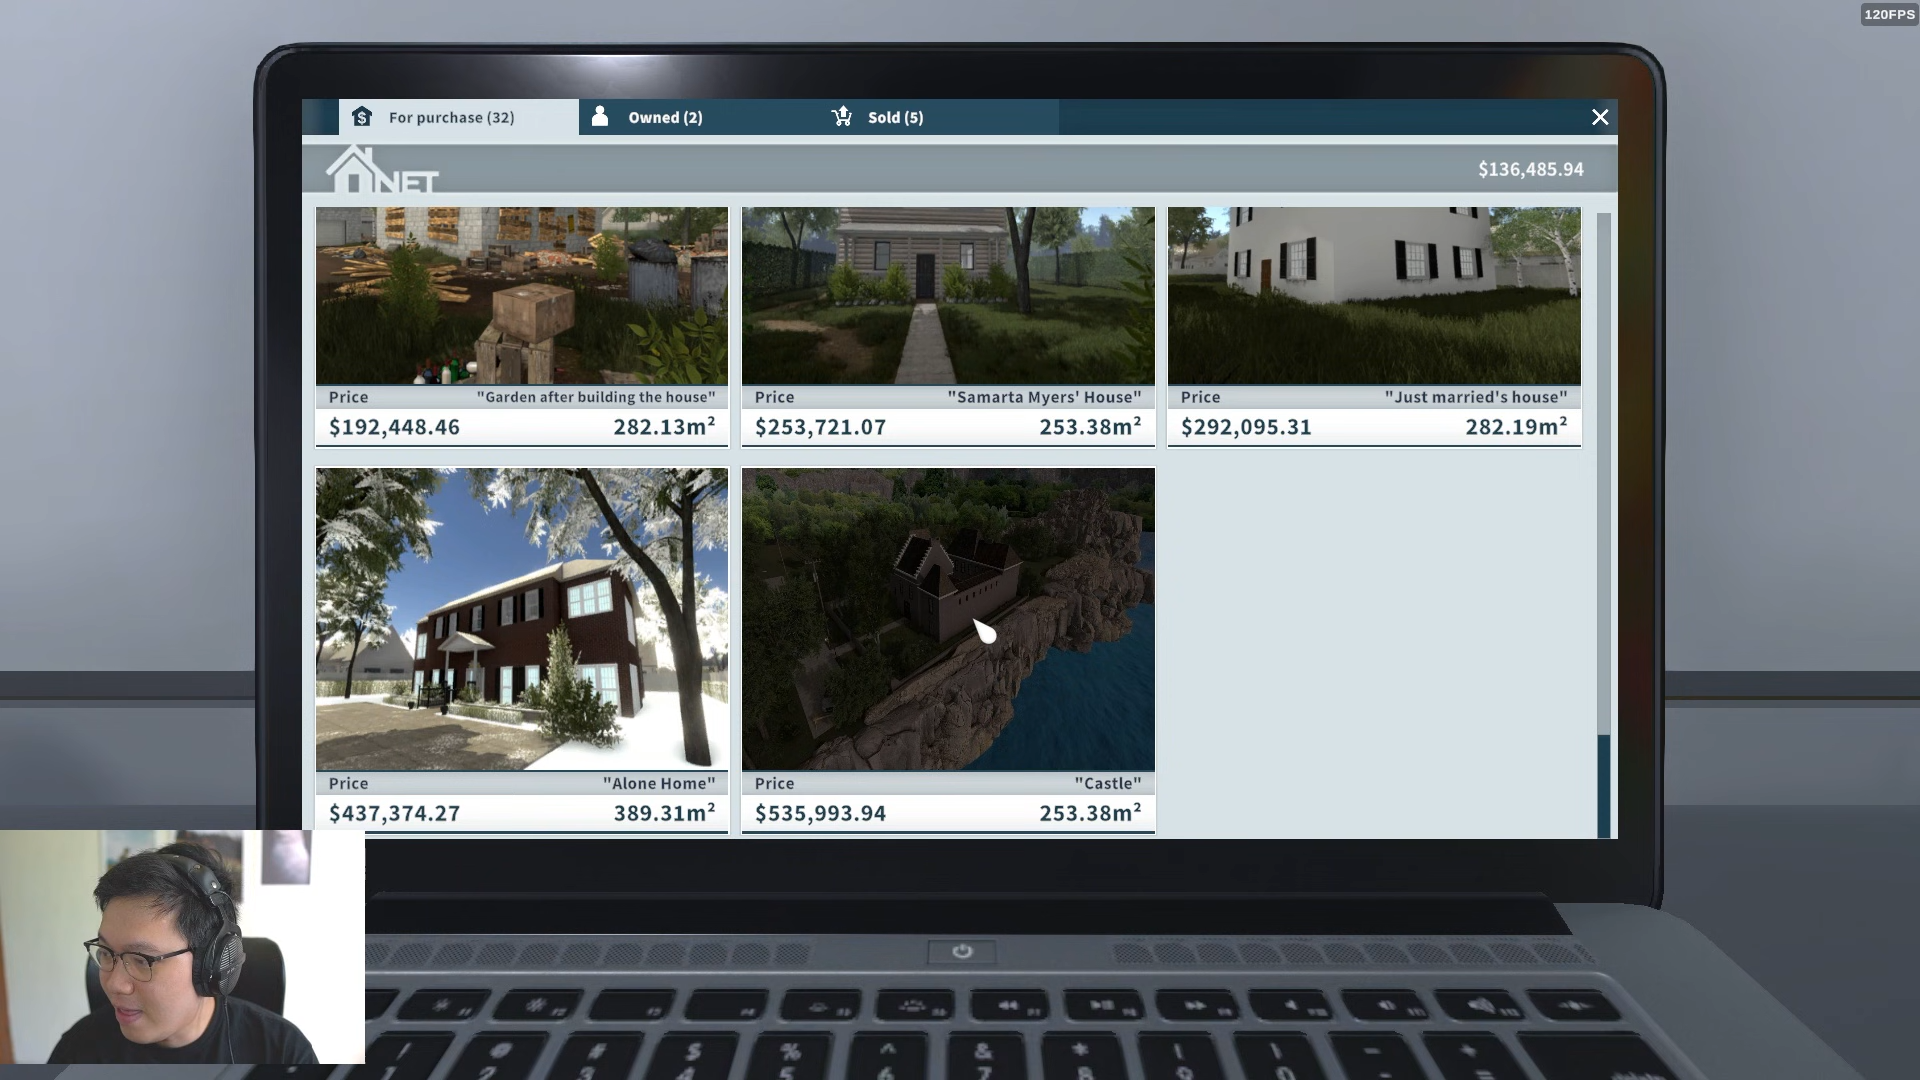 120FPS
For purchase (32)
Owned (2)
Sold (5)
NET
$136,485.94
Price "Garden after building the house"
$192,448.46 282.13m²
Price "Samarta Myers' House"
$253,721.07 253.38m²
Price "Just married's house"
$292,095.31 282.19m²
Price "Alone Home"
$437,374.27 389.31m²
Price "Castle"
$535,993.94 253.38m²